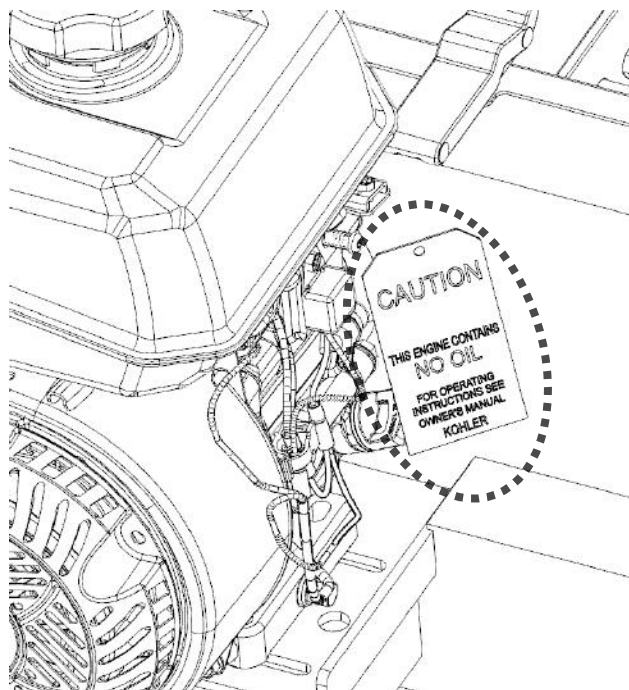 CAUTION
THIS ENGINE CONTAINS
NO OIL
FOR OPERATING
INSTRUCTIONS SEE
OWNER'S MANUAL
KOHLER